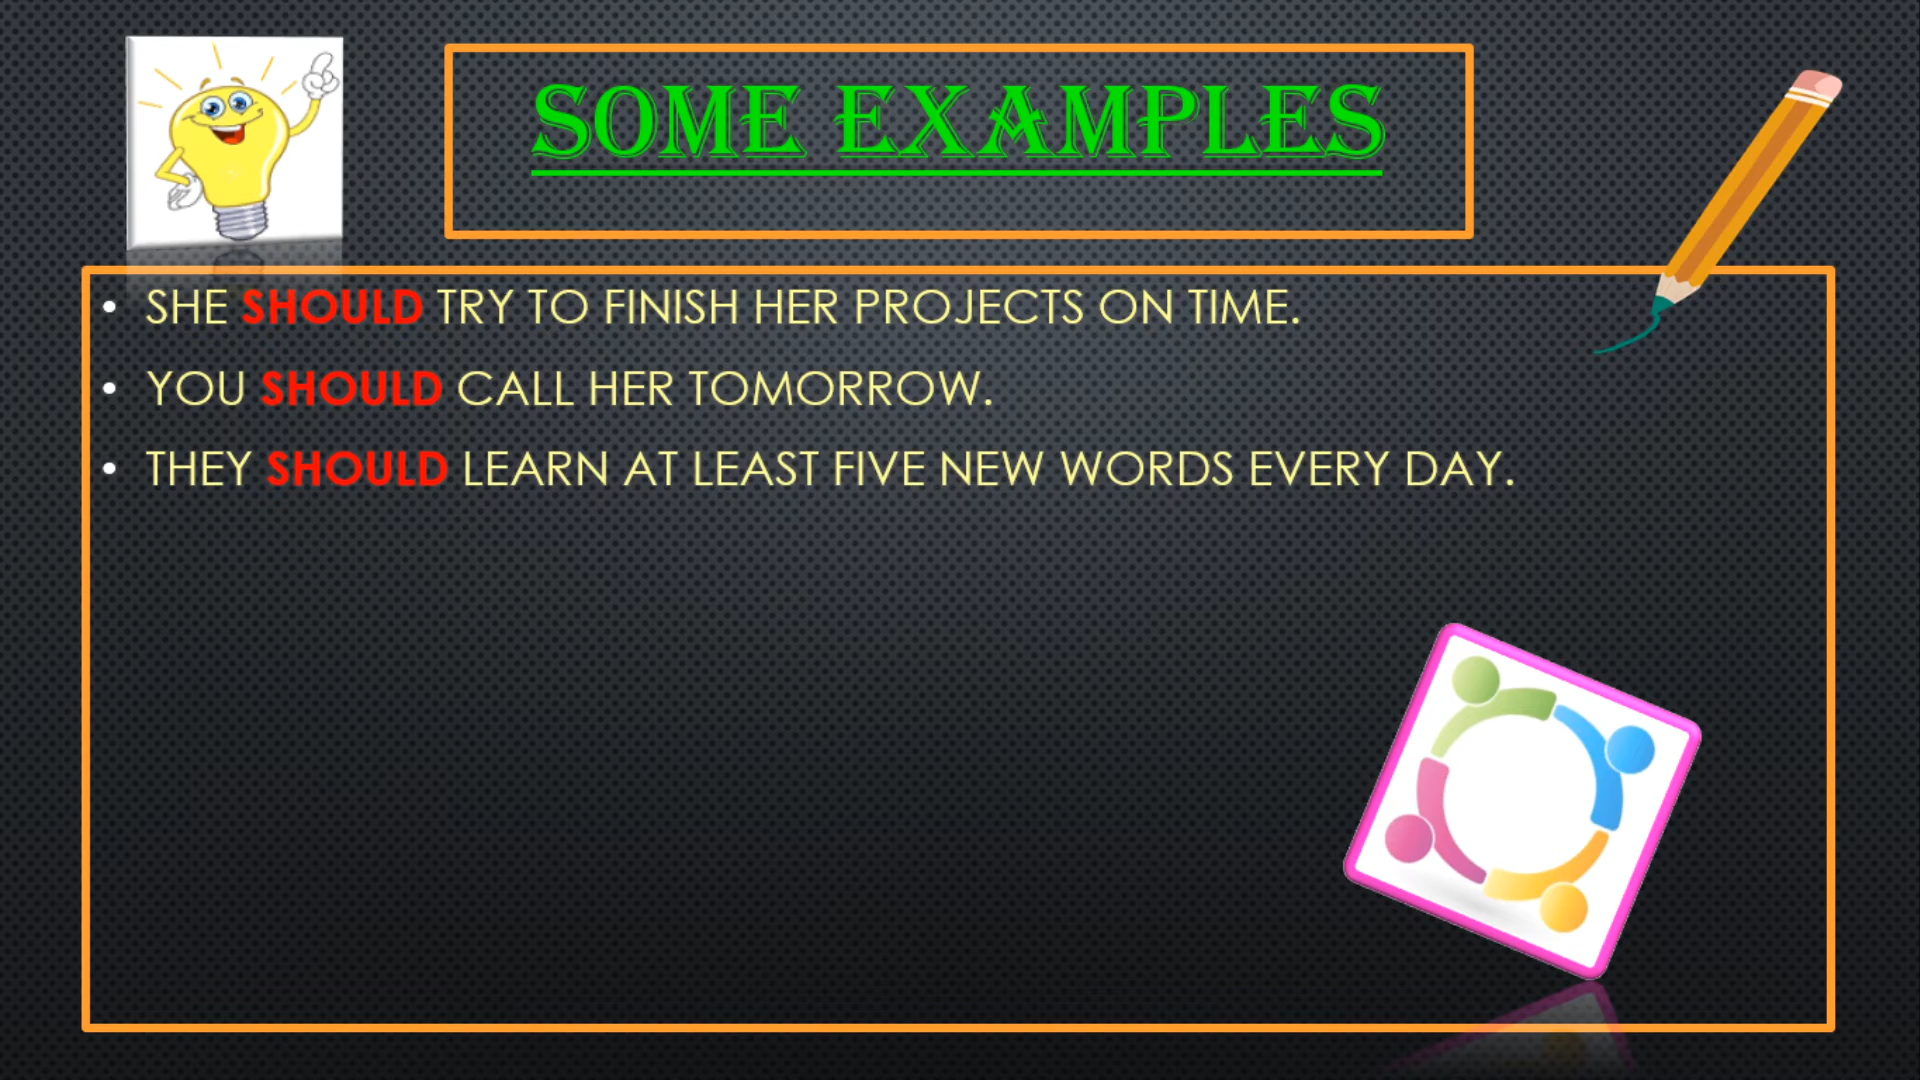 SOME EXAMPLES
• SHE SHOULD TRY TO FINISH HER PROJECTS ON TIME.
• YOU SHOULD CALL HER TOMORROW.
• THEY SHOULD LEARN AT LEAST FIVE NEW WORDS EVERY DAY.